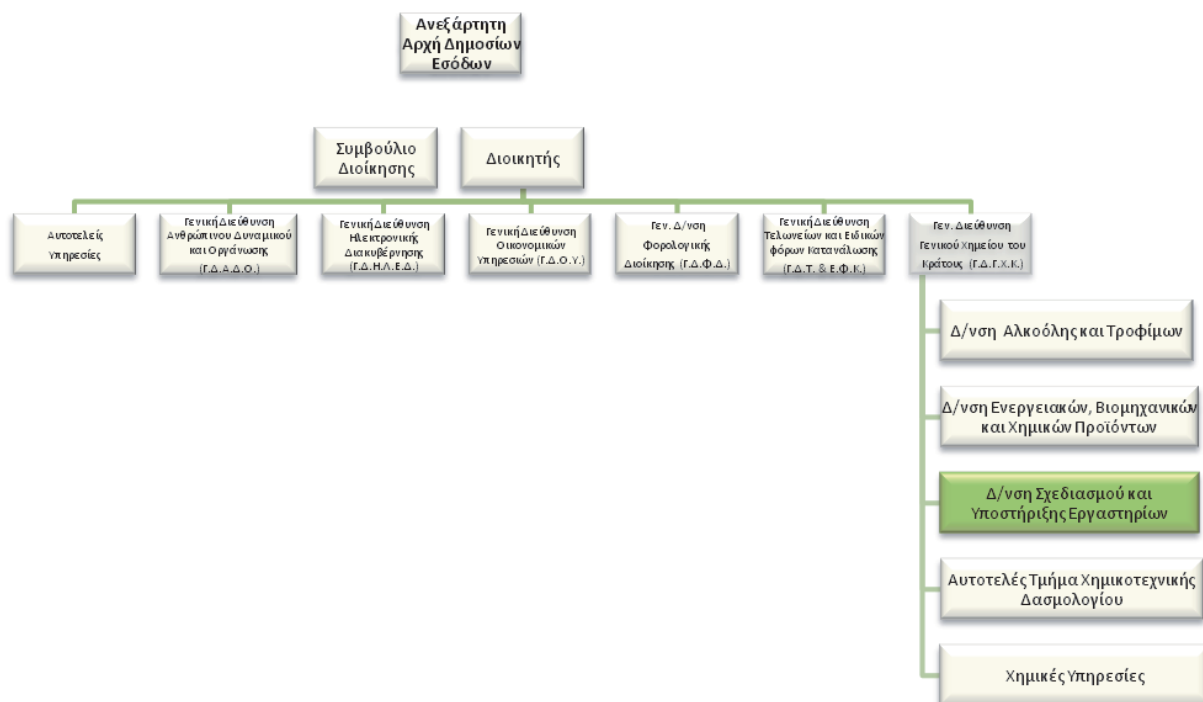 Ανεξάρτητη
Αρχή Δημοσίων
Εσόδων
Συμβούλιο
Διοίκησης
Διοικητής
Αυτοτελείς
Υπηρεσίες
Γενική Διεύθυνση
Ανθρώπινου Δυναμικού
και Οργάνωσης
(Γ.Δ.Α.Δ.Ο.)
Γενική Διεύθυνση
Ηλεκτρονικής
Διακυβέρνησης
(Γ.Δ.Η.Λ.Ε.Δ.)
Γενική Διεύθυνση
Οικονομικών
Υπηρεσιών (Γ.Δ.Ο.Υ.)
Γεν. Δ/νση
Φορολογικής
Διοίκησης (Γ.Δ.Φ.Δ.)
Γενική Διεύθυνση
Τελωνείων και Ειδικών
φόρων Κατανάλωσης
(Γ.Δ.Τ. & Ε.Φ.Κ.)
Γεν. Διεύθυνση
Γενικού Χημείου του
Κράτους (Γ.Δ.Γ.Χ.Κ.)
Δ/νση Αλκοόλης και Τροφίμων
Δ/νση Ενεργειακών, Βιομηχανικών
και Χημικών Προϊόντων
Δ/νση Σχεδιασμού και
Υποστήριξης Εργαστηρίων
Αυτοτελές Τμήμα Χημικοτεχνικής
Δασμολογίου
Χημικές Υπηρεσίες